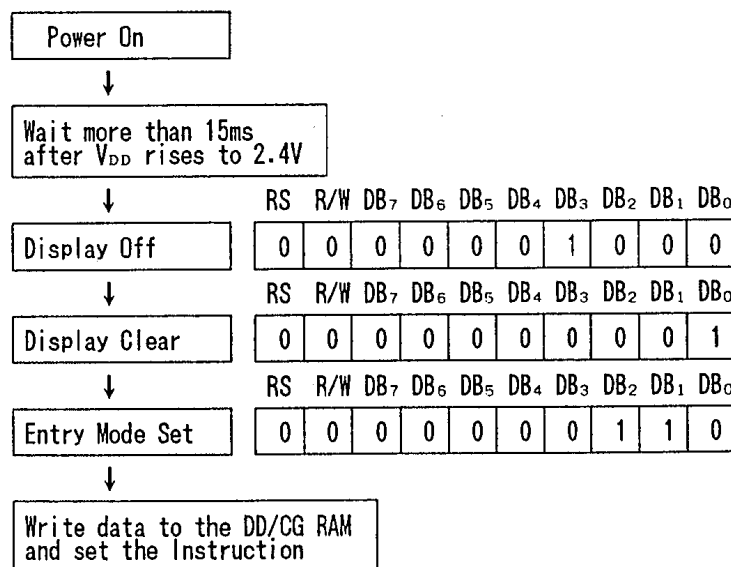 Power On
Wait more than 15ms
after VDD rises to 2.4V
RS R/W DB7 DB6 DB5 DB4 DB3 DB2 DB1 DB0
Display Off 0 0 0 0 0 0 1 0 0 0
RS R/W DB7 DB6 DB5 DB4 DB3 DB2 DB1 DB0
Display Clear 0 0 0 0 0 0 0 0 0 1
RS R/W DB7 DB6 DB5 DB4 DB3 DB2 DB1 DB0
Entry Mode Set 0 0 0 0 0 0 0 1 1 0
Write data to the DD/CG RAM
and set the Instruction